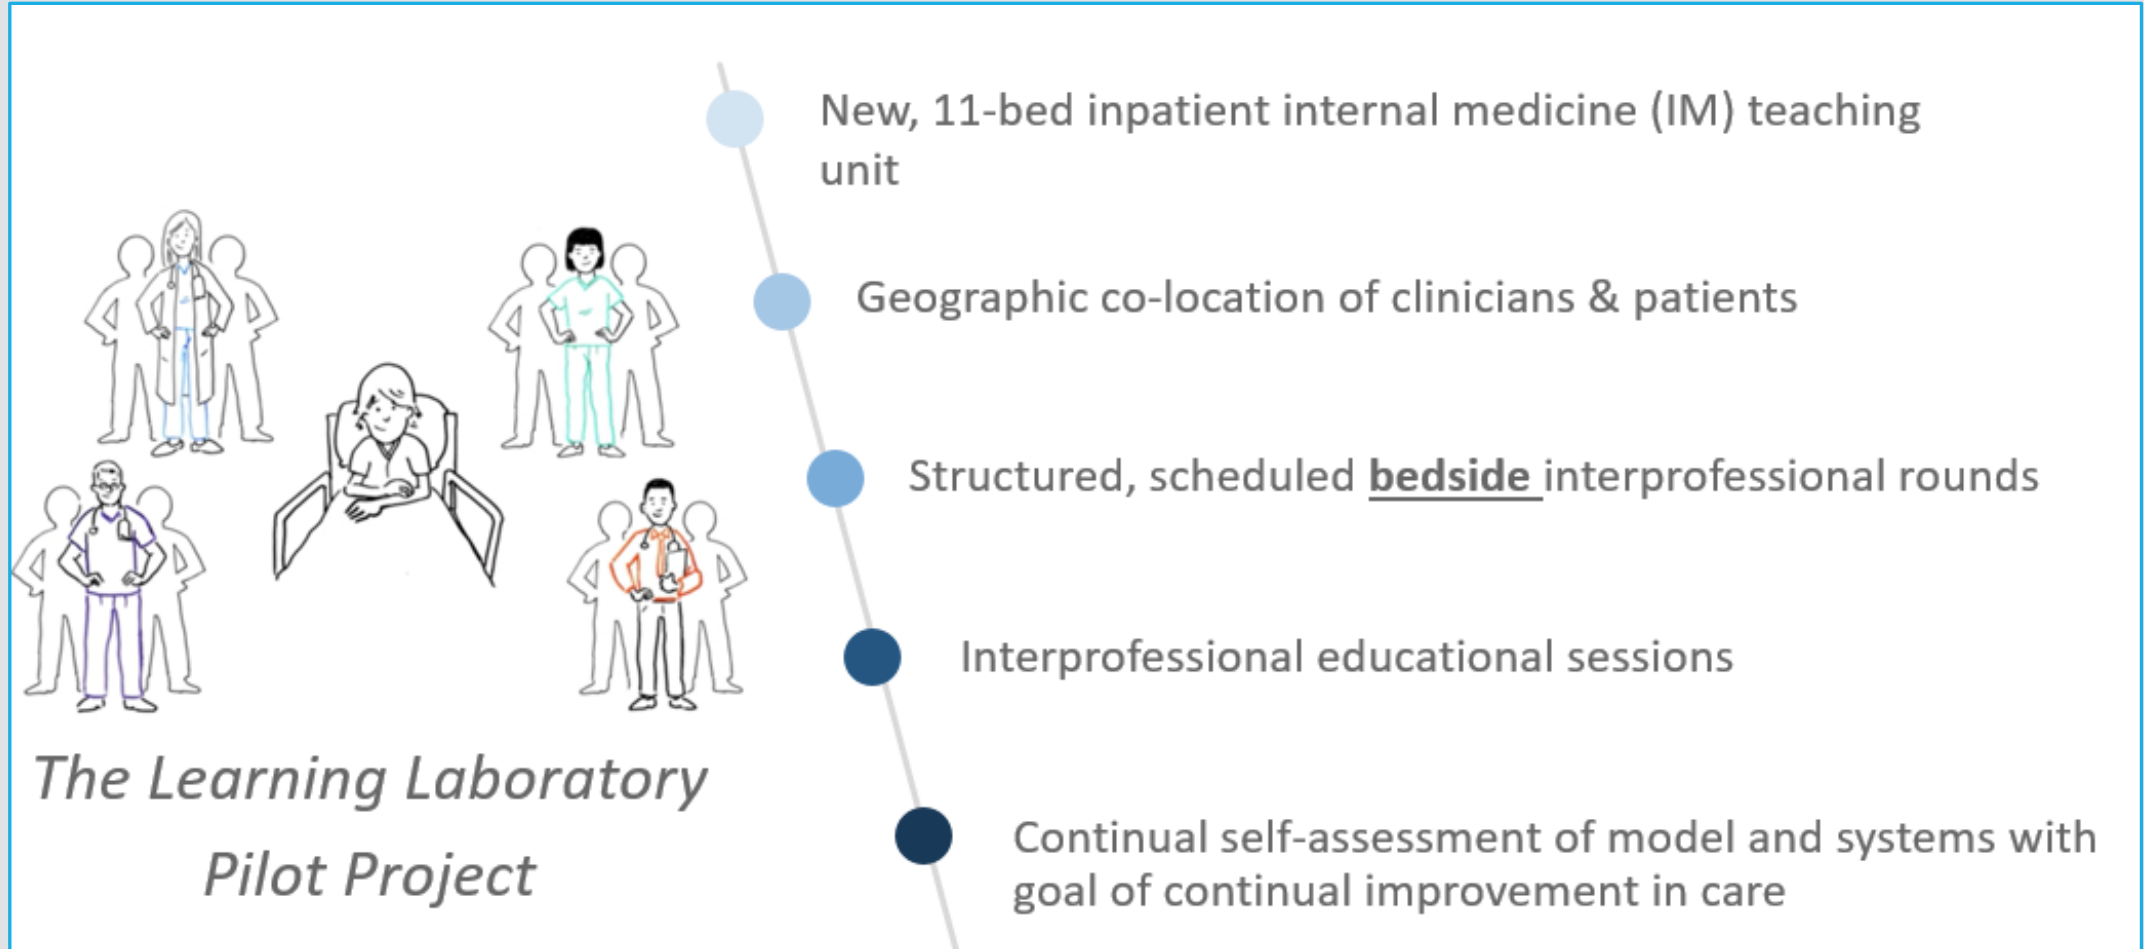 New, 11-bed inpatient internal medicine (IM) teaching
unit
Geographic co-location of clinicians & patients
Structured, scheduled bedside interprofessional rounds
Interprofessional educational sessions
Continual self-assessment of model and systems with
goal of continual improvement in care
The Learning Laboratory
Pilot Project